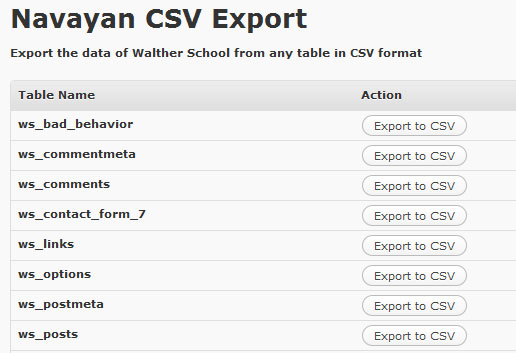 Navayan CSV Export
Export the data of Walther School from any table in CSV format
Table Name Action
ws_bad_behavior Export to CSV
ws_commentmeta Export to CSV
ws_comments Export to CSV
ws_contact_form_7 Export to CSV
ws_links Export to CSV
ws_options Export to CSV
ws_postmeta Export to CSV
ws_posts Export to CSV